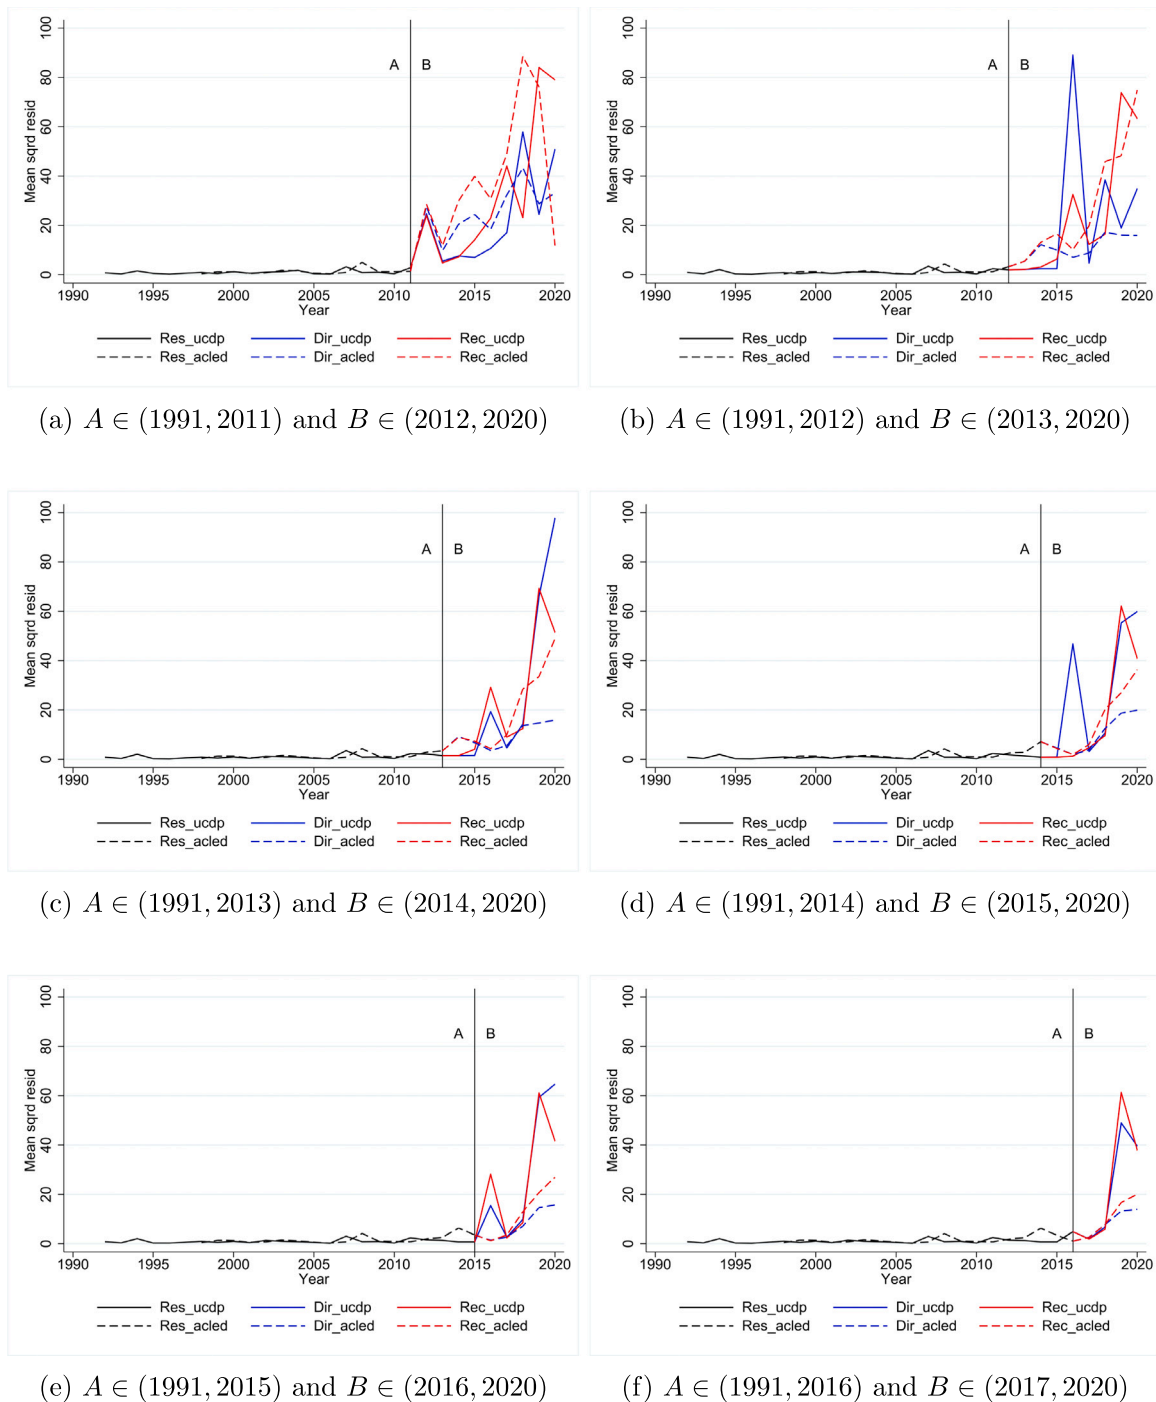 Mean sqrd resid
0 20 40 60 80 100
A B
1990 1995 2000 2005 2010 2015 2020
Year
Res_ucdp Dir_ucdp Rec_ucdp
Res_acled Dir_acled Rec_acled
(a) A ∈ (1991, 2011) and B ∈ (2012, 2020)
Mean sqrd resid
0 20 40 60 80 100
A B
1990 1995 2000 2005 2010 2015 2020
Year
Res_ucdp Dir_ucdp Rec_ucdp
Res_acled Dir_acled Rec_acled
(b) A ∈ (1991, 2012) and B ∈ (2013, 2020)
Mean sqrd resid
0 20 40 60 80 100
A B
1990 1995 2000 2005 2010 2015 2020
Year
Res_ucdp Dir_ucdp Rec_ucdp
Res_acled Dir_acled Rec_acled
(c) A ∈ (1991, 2013) and B ∈ (2014, 2020)
Mean sqrd resid
0 20 40 60 80 100
A B
1990 1995 2000 2005 2010 2015 2020
Year
Res_ucdp Dir_ucdp Rec_ucdp
Res_acled Dir_acled Rec_acled
(d) A ∈ (1991, 2014) and B ∈ (2015, 2020)
Mean sqrd resid
0 20 40 60 80 100
A B
1990 1995 2000 2005 2010 2015 2020
Year
Res_ucdp Dir_ucdp Rec_ucdp
Res_acled Dir_acled Rec_acled
(e) A ∈ (1991, 2015) and B ∈ (2016, 2020)
Mean sqrd resid
0 20 40 60 80 100
A B
1990 1995 2000 2005 2010 2015 2020
Year
Res_ucdp Dir_ucdp Rec_ucdp
Res_acled Dir_acled Rec_acled
(f) A ∈ (1991, 2016) and B ∈ (2017, 2020)